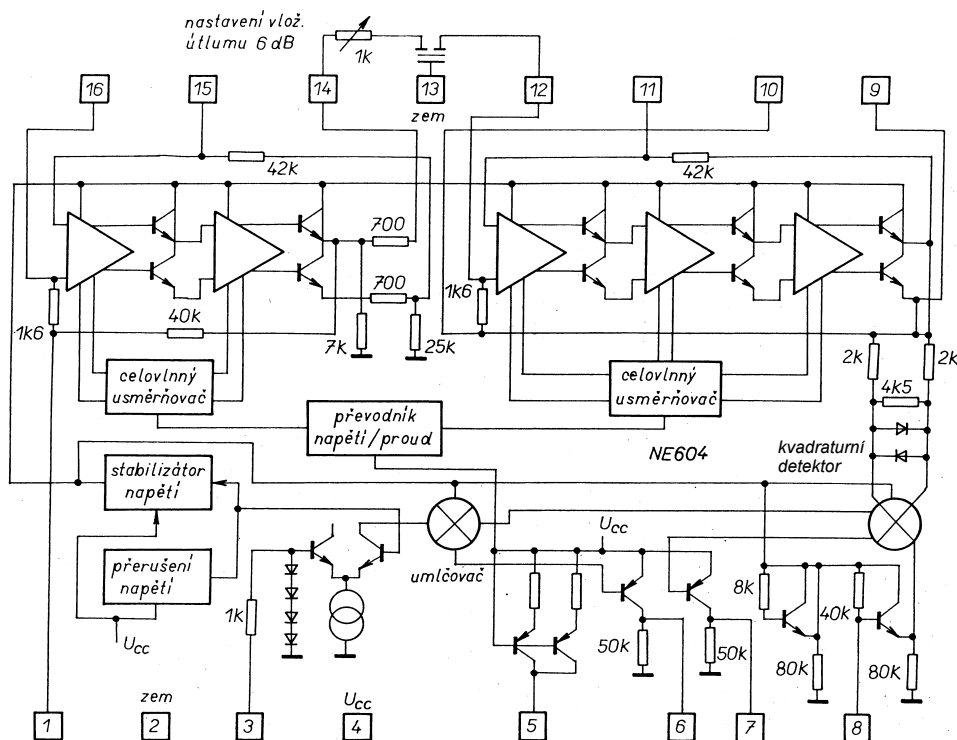 nastavení vlož.
útlumu 6 dB
1k
16
15
14
13
zem
12
11
10
9
42k
42k
700
700
1k6
40k
7k
25k
1k6
2k
2k
4k5
celovlnný
usměrňovač
celovlnný
usměrňovač
převodník
napětí/proud
NE604
kvadraturní
detektor
stabilizátor
napětí
přerušení
napětí
Ucc
1k
umlčovač
Ucc
50k
50k
8k
40k
80k
80k
zem
Ucc
1
2
3
4
5
6
7
8